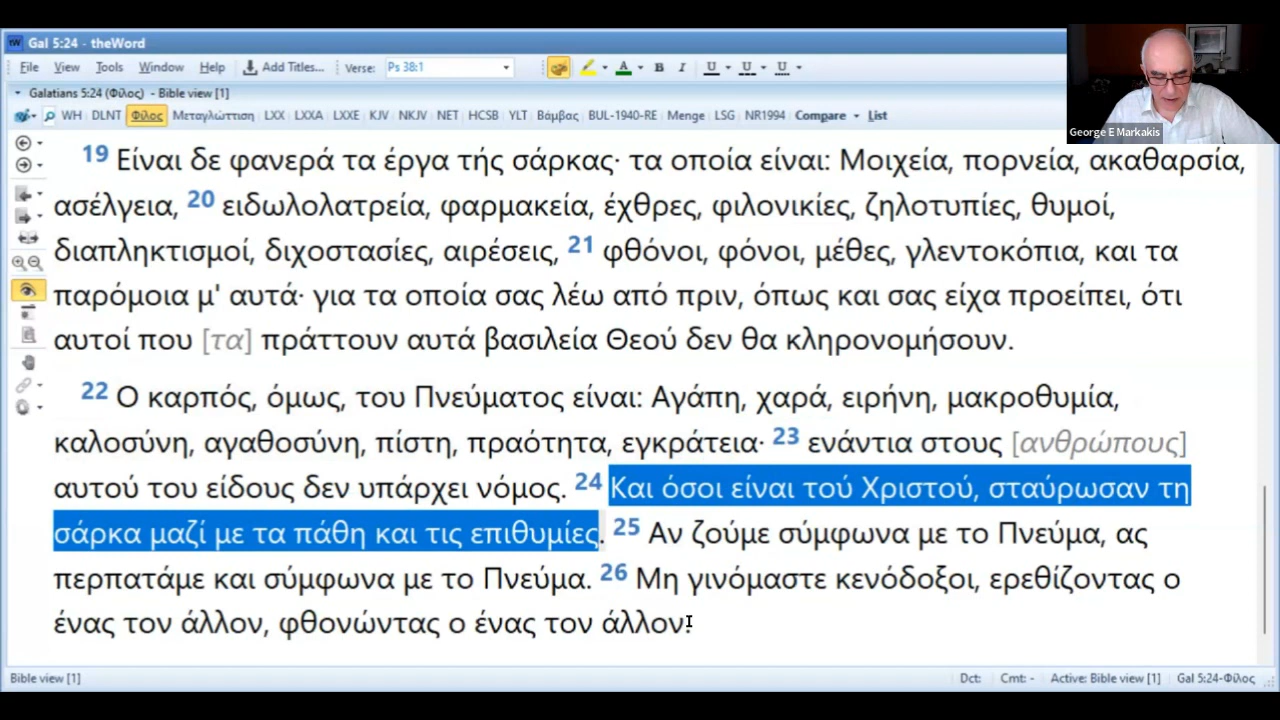 Gal 5:24 - theWord
File View Tools Window Help Add Titles... Verse: Ps 38:1 A B I U U U
Galatians 5:24 (Φίλος) - Bible view [1]
WH DLNT Φίλος Μεταγλώττιση LXX LXXA LXXE KJV NKJV NET HCSB YLT Βάμβας BUL-1940-RE Menge LSG NR1994 Compare List
George E Markakis
19 Είναι δε φανερά τα έργα τής σάρκας· τα οποία είναι: Μοιχεία, πορνεία, ακαθαρσία,
ασέλγεια, 20 ειδωλολατρεία, φαρμακεία, έχθρες, φιλονικίες, ζηλοτυπίες, θυμοί,
διαπληκτισμοί, διχοστασίες, αιρέσεις, 21 φθόνοι, φόνοι, μέθες, γλεντοκόπια, και τα
παρόμοια μ' αυτά· για τα οποία σας λέω από πριν, όπως και σας είχα προείπει, ότι
αυτοί που [τα] πράττουν αυτά βασιλεία Θεού δεν θα κληρονομήσουν.
22 Ο καρπός, όμως, του Πνεύματος είναι: Αγάπη, χαρά, ειρήνη, μακροθυμία,
καλοσύνη, αγαθοσύνη, πίστη, πραότητα, εγκράτεια· 23 ενάντια στους [ανθρώπους]
αυτού του είδους δεν υπάρχει νόμος. 24 Και όσοι είναι τού Χριστού, σταύρωσαν τη
σάρκα μαζί με τα πάθη και τις επιθυμίες. 25 Αν ζούμε σύμφωνα με το Πνεύμα, ας
περπατάμε και σύμφωνα με το Πνεύμα. 26 Μη γινόμαστε κενόδοξοι, ερεθίζοντας ο
ένας τον άλλον, φθονώντας ο ένας τον άλλον.
Bible view [1] Dct: Cmt: - Active: Bible view [1] Gal 5:24-Φίλος